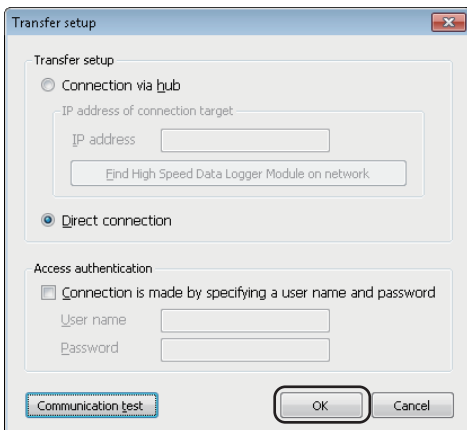 Transfer setup
Transfer setup
Connection via hub
IP address of connection target
IP address
Find High Speed Data Logger Module on network
Direct connection
Access authentication
Connection is made by specifying a user name and password
User name
Password
Communication test
OK
Cancel